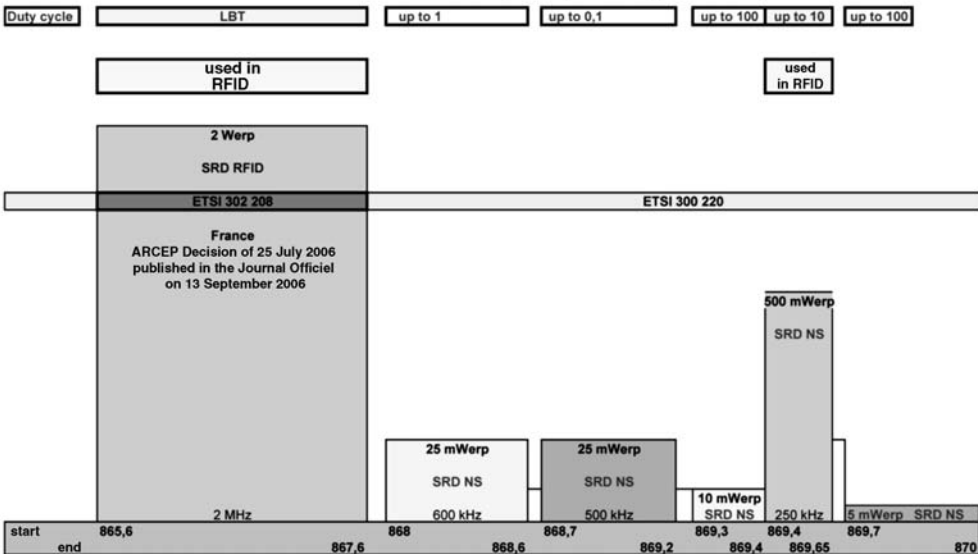 Duty cycle LBT up to 1 up to 0,1 up to 100 up to 10 up to 100
used in
RFID
used
in RFID
2 Werp
SRD RFID
ETSI 302 208 ETSI 300 220
France
ARCEP Decision of 25 July 2006
published in the Journal Officiel
on 13 September 2006
500 mWerp
SRD NS
25 mWerp 25 mWerp
SRD NS SRD NS
10 mWerp
2 MHz 600 kHz 500 kHz SRD NS 250 kHz 5 mWerp SRD NS
start 865,6 868 868,7 869,3 869,4 869,7
end 867,6 868,6 869,2 869,4 869,65 870